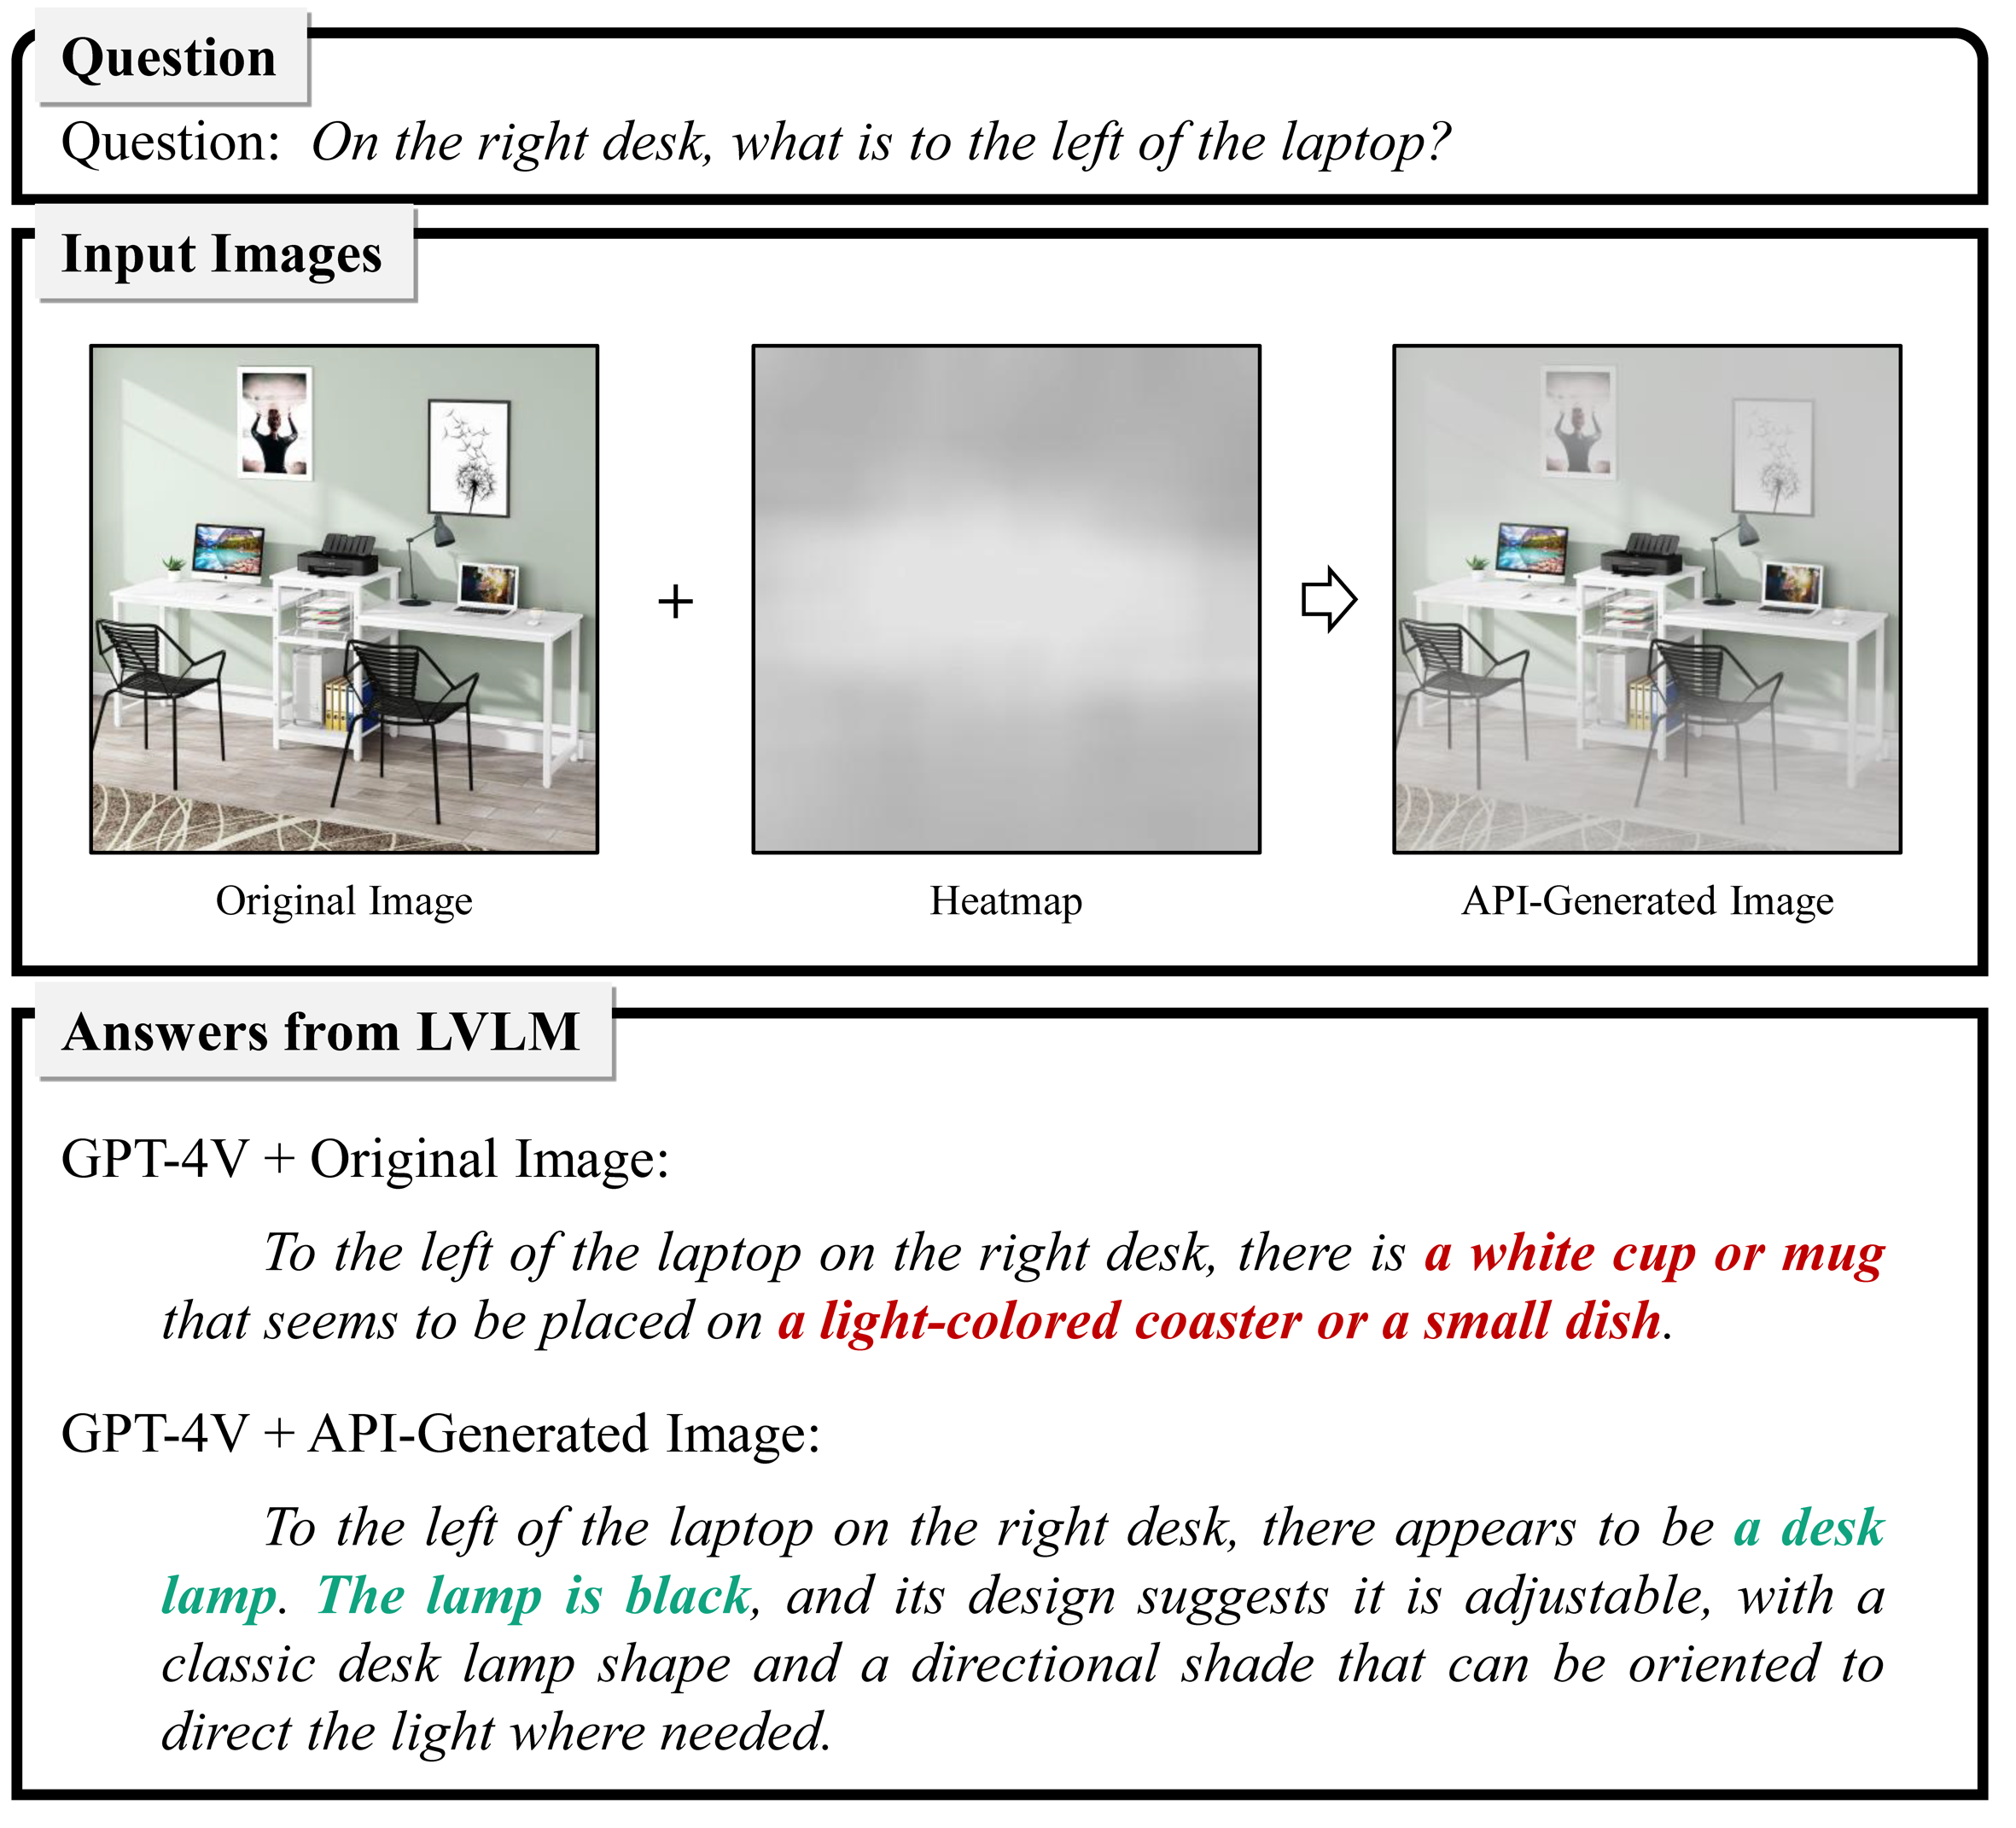 Question
Question: On the right desk, what is to the left of the laptop?
Input Images
+
Original Image
Heatmap
API-Generated Image
Answers from LVLM
GPT-4V + Original Image:
To the left of the laptop on the right desk, there is a white cup or mug
that seems to be placed on a light-colored coaster or a small dish.
GPT-4V + API-Generated Image:
To the left of the laptop on the right desk, there appears to be a desk
lamp. The lamp is black, and its design suggests it is adjustable, with a
classic desk lamp shape and a directional shade that can be oriented to
direct the light where needed.